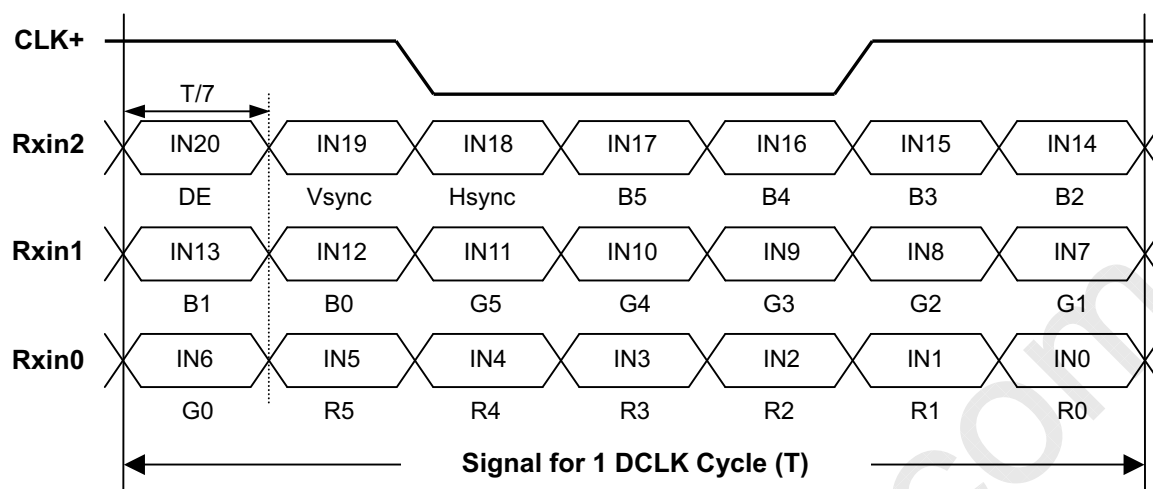 CLK+
T/7
Rxin2 IN20 IN19 IN18 IN17 IN16 IN15 IN14
DE Vsync Hsync B5 B4 B3 B2
Rxin1 IN13 IN12 IN11 IN10 IN9 IN8 IN7
B1 B0 G5 G4 G3 G2 G1
Rxin0 IN6 IN5 IN4 IN3 IN2 IN1 IN0
G0 R5 R4 R3 R2 R1 R0
Signal for 1 DCLK Cycle (T)
com